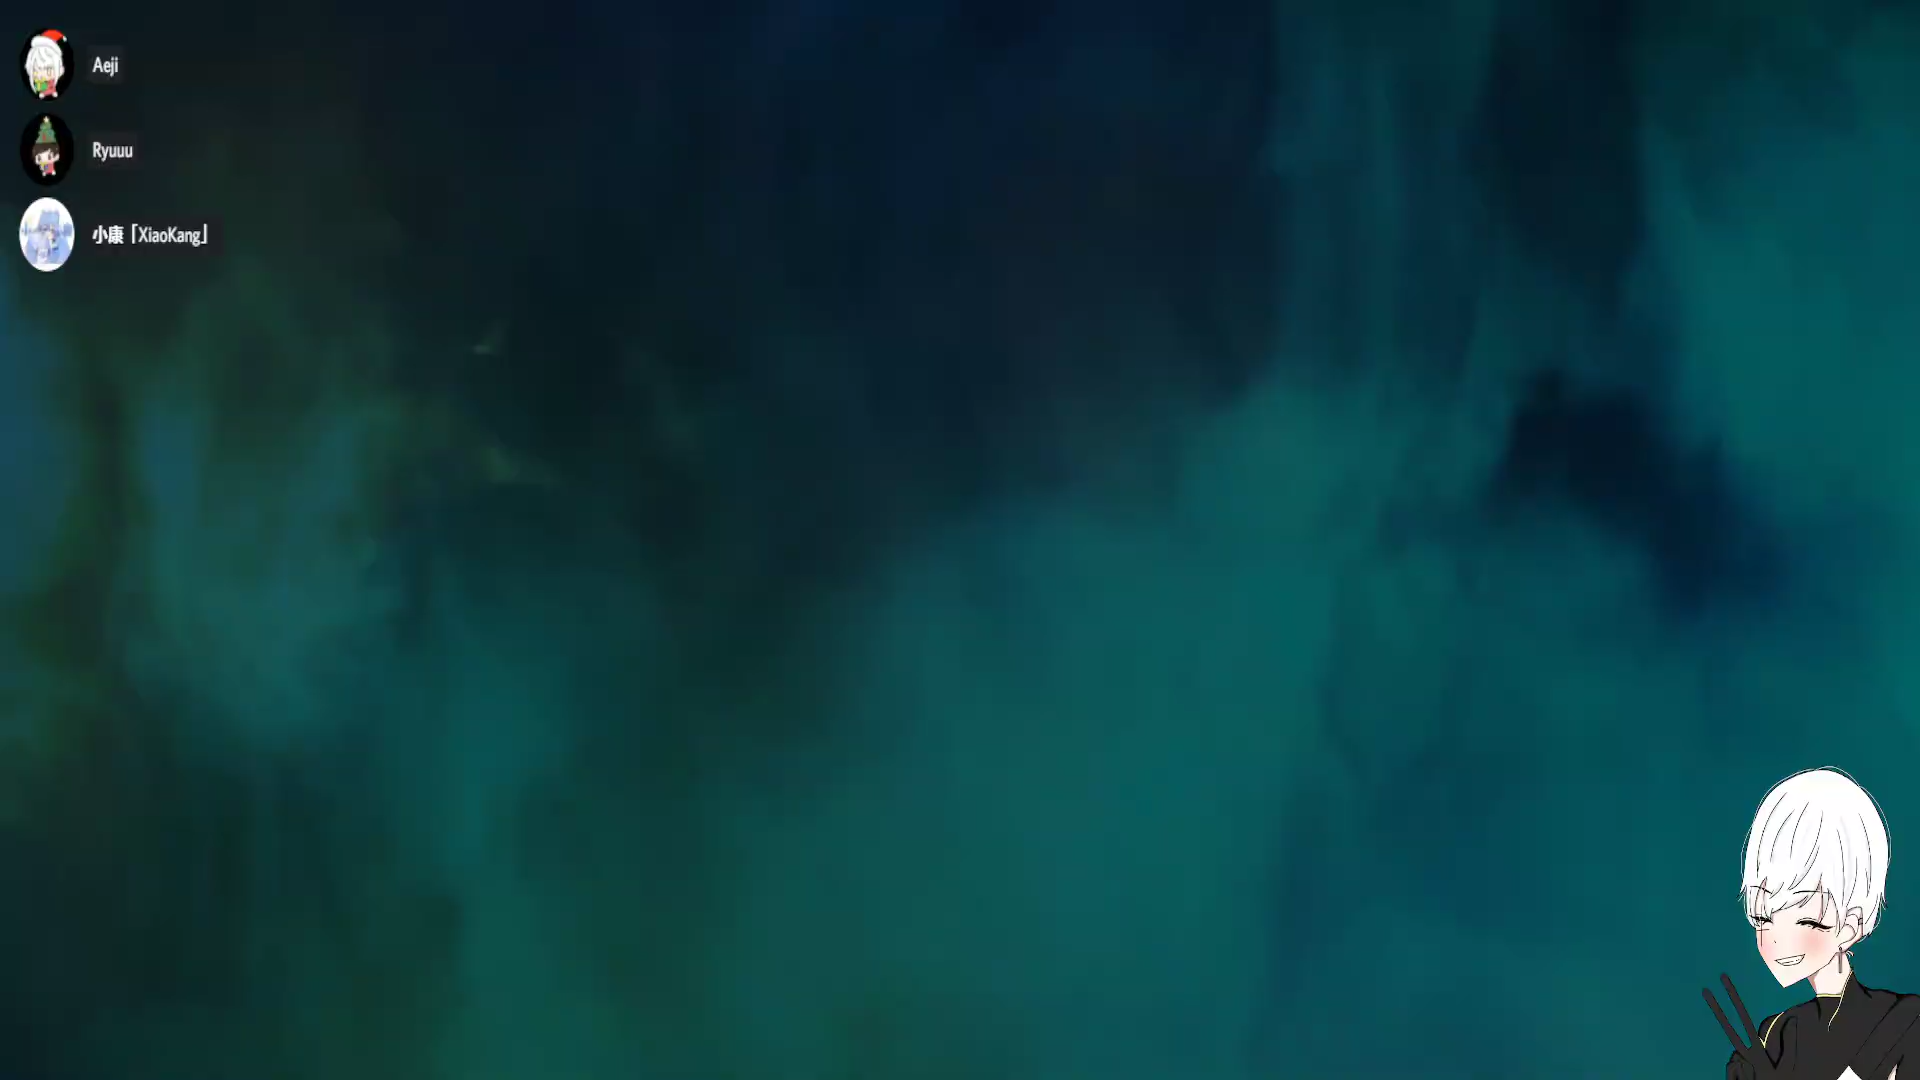 Aeji
Ryuuu
小康「XiaoKang」